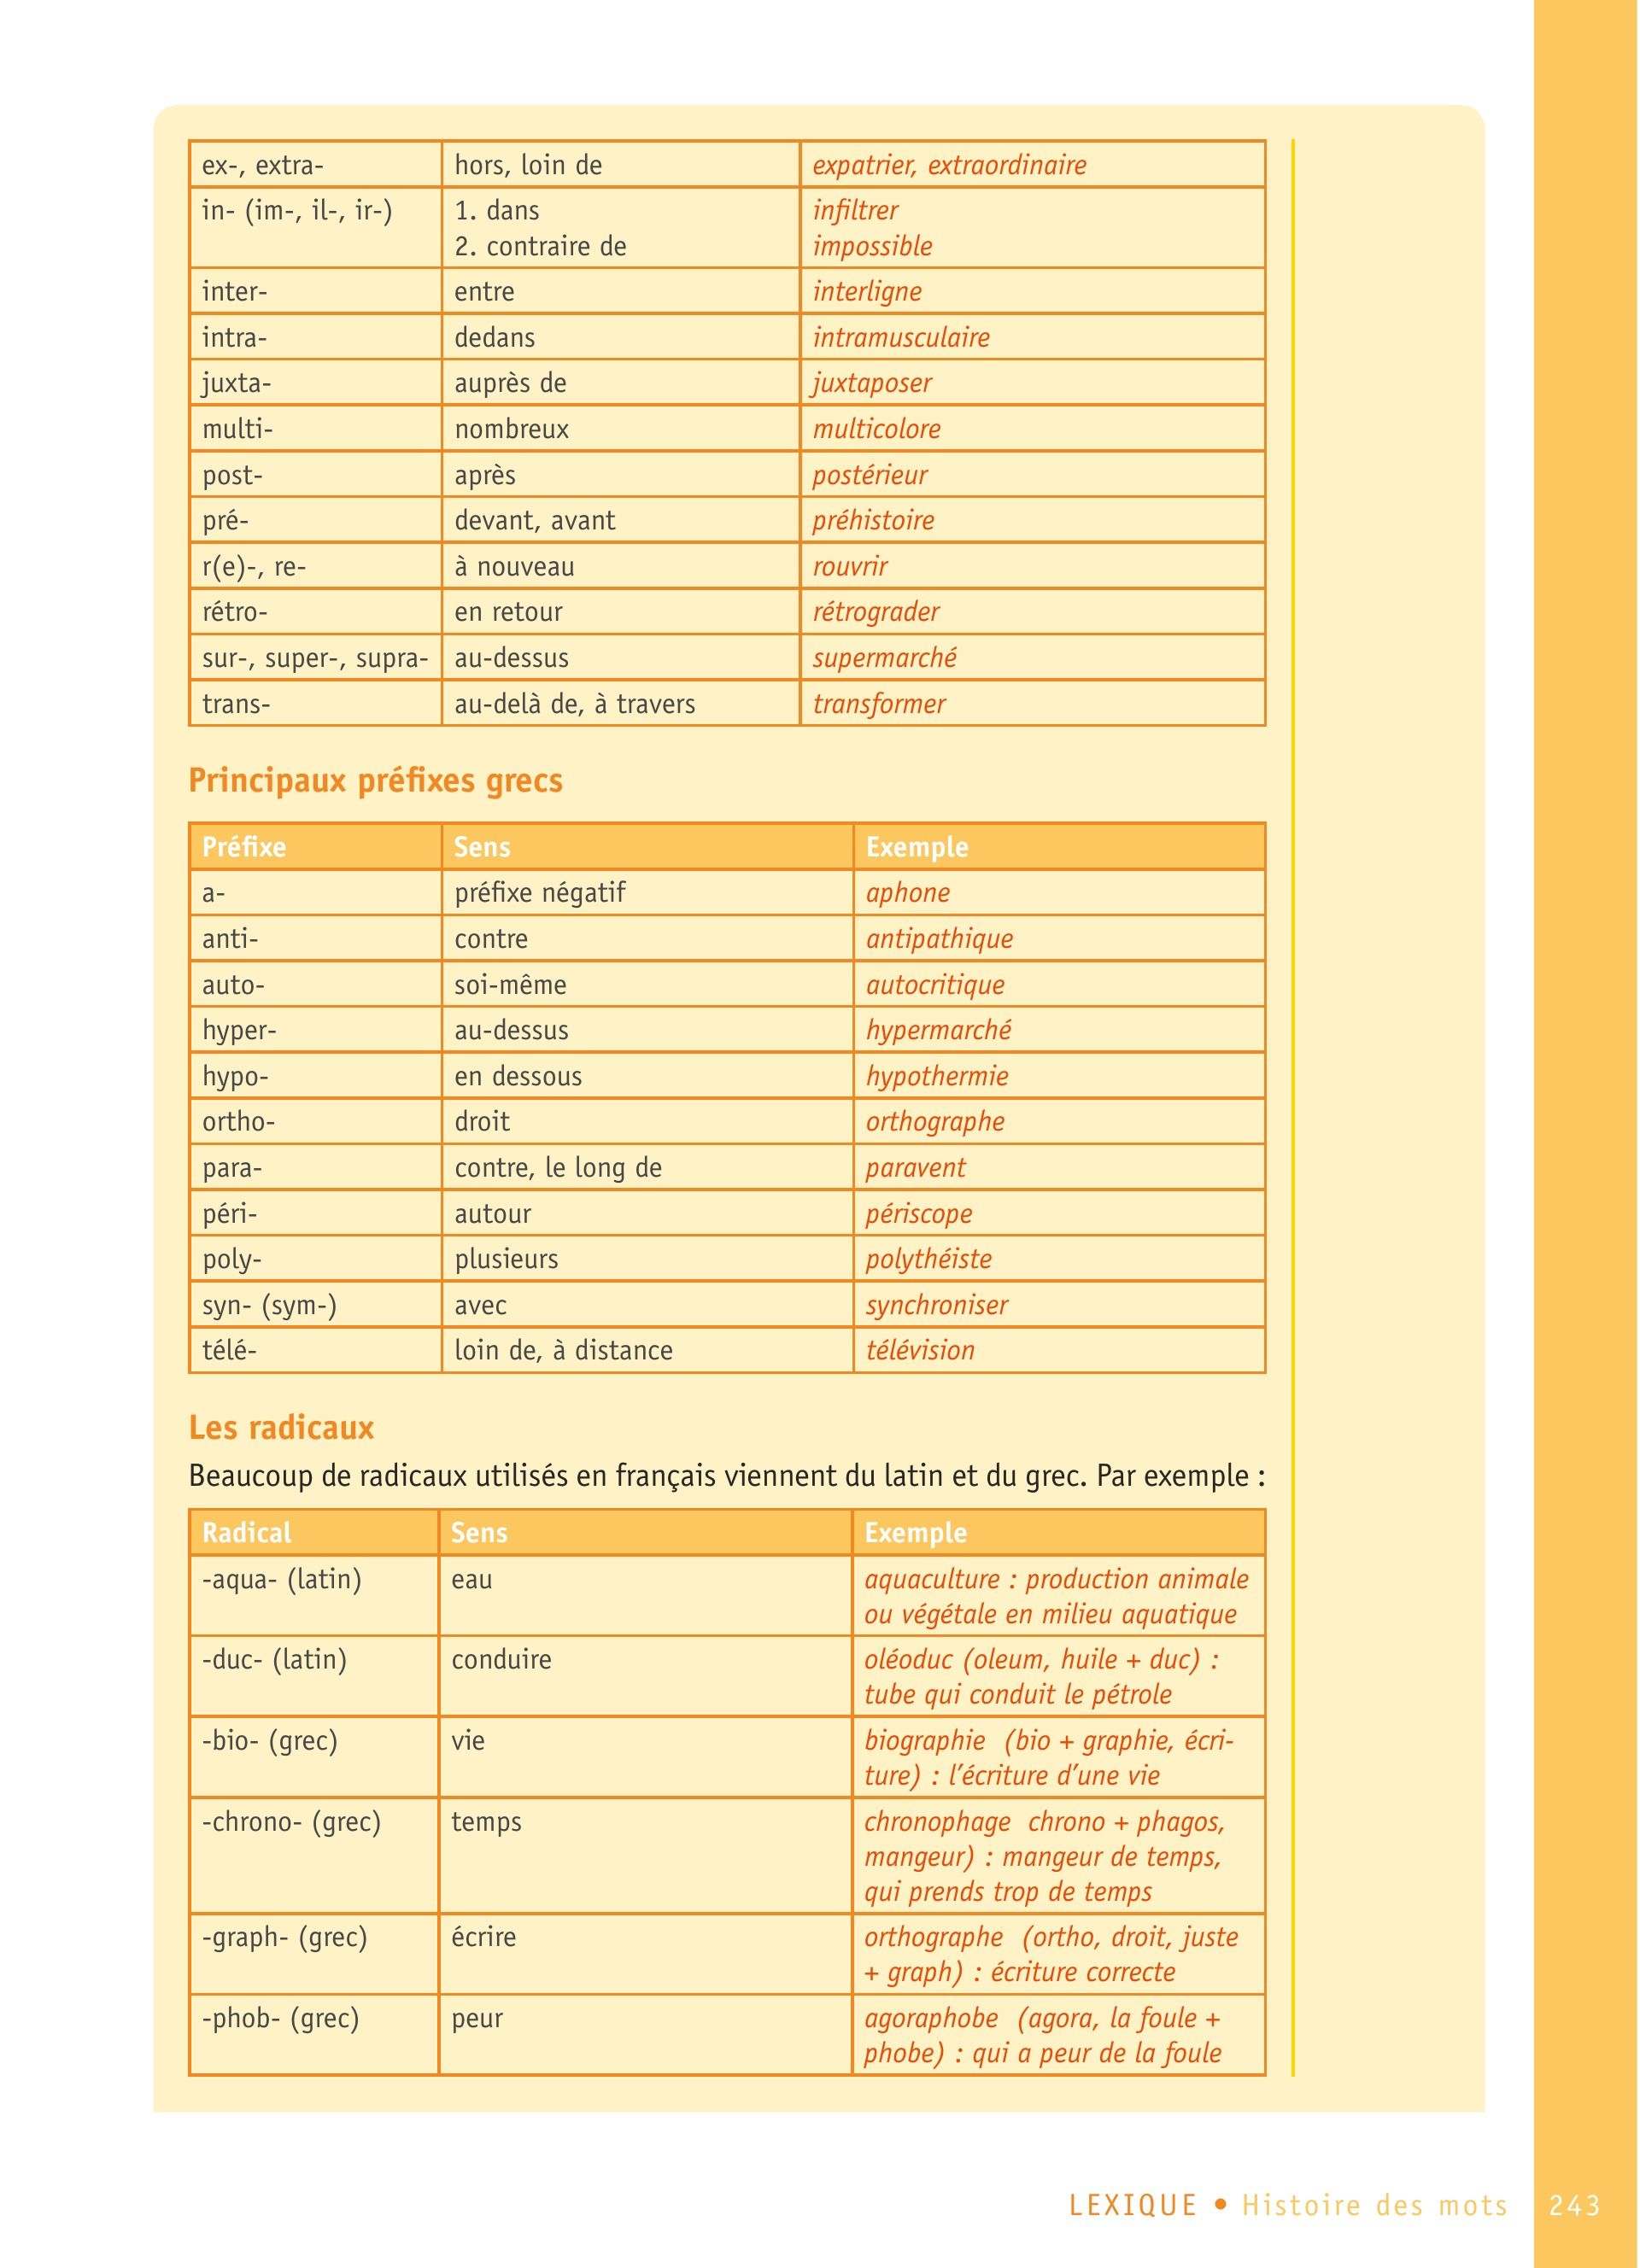 ex-, extra- hors, loin de expatrier, extraordinaire
in- (im-, il-, ir-) 1. dans infiltrer
2. contraire de impossible
inter- entre interligne
intra- dedans intramusculaire
juxta- auprès de juxtaposer
multi- nombreux multicolore
post- après postérieur
pré- devant, avant préhistoire
r(e)-, re- à nouveau rouvrir
rétro- en retour rétrograder
sur-, super-, supra- au-dessus supermarché
trans- au-delà de, à travers transformer
Principaux préfixes grecs
Préfixe Sens Exemple
a- préfixe négatif aphone
anti- contre antipathique
auto- soi-même autocritique
hyper- au-dessus hypermarché
hypo- en dessous hypothermie
ortho- droit orthographe
para- contre, le long de paravent
péri- autour périscope
poly- plusieurs polythéiste
syn- (sym-) avec synchroniser
télé- loin de, à distance télévision
Les radicaux
Beaucoup de radicaux utilisés en français viennent du latin et du grec. Par exemple :
Radical Sens Exemple
-aqua- (latin) eau aquaculture : production animale
ou végétale en milieu aquatique
-duc- (latin) conduire oléoduc (oleum, huile + duc) :
tube qui conduit le pétrole
-bio- (grec) vie biographie (bio + graphie, écri-
ture) : l'écriture d'une vie
-chrono- (grec) temps chronophage chrono + phagos,
mangeur) : mangeur de temps,
qui prends trop de temps
-graph- (grec) écrire orthographe (ortho, droit, juste
+ graph) : écriture correcte
-phob- (grec) peur agoraphobe (agora, la foule +
phobe) : qui a peur de la foule
LEXIQUE • Histoire des mots 243